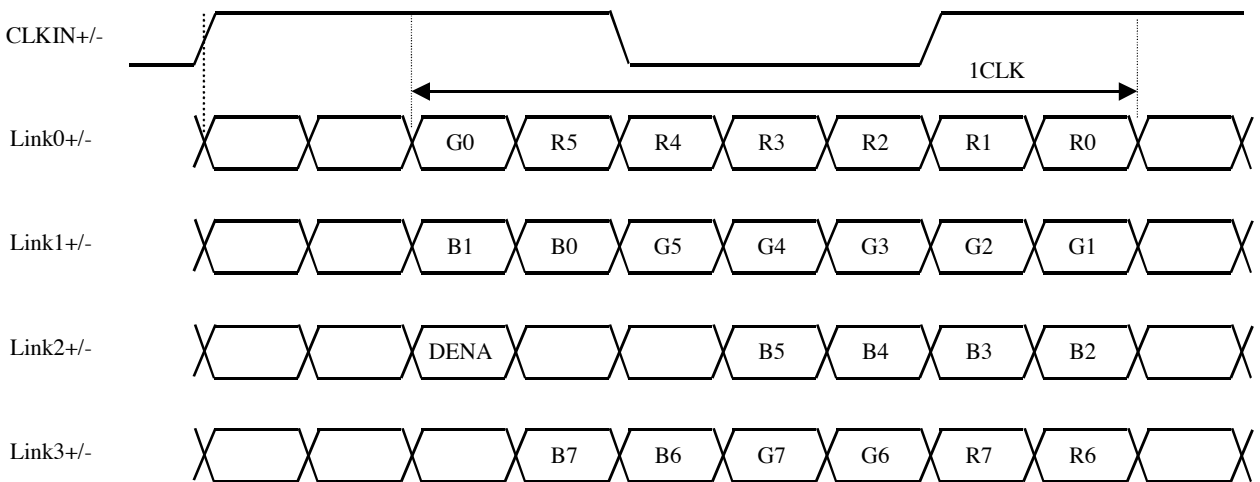 CLKIN+/-
1CLK
Link0+/- G0 R5 R4 R3 R2 R1 R0
Link1+/- B1 B0 G5 G4 G3 G2 G1
Link2+/- DENA B5 B4 B3 B2
Link3+/- B7 B6 G7 G6 R7 R6